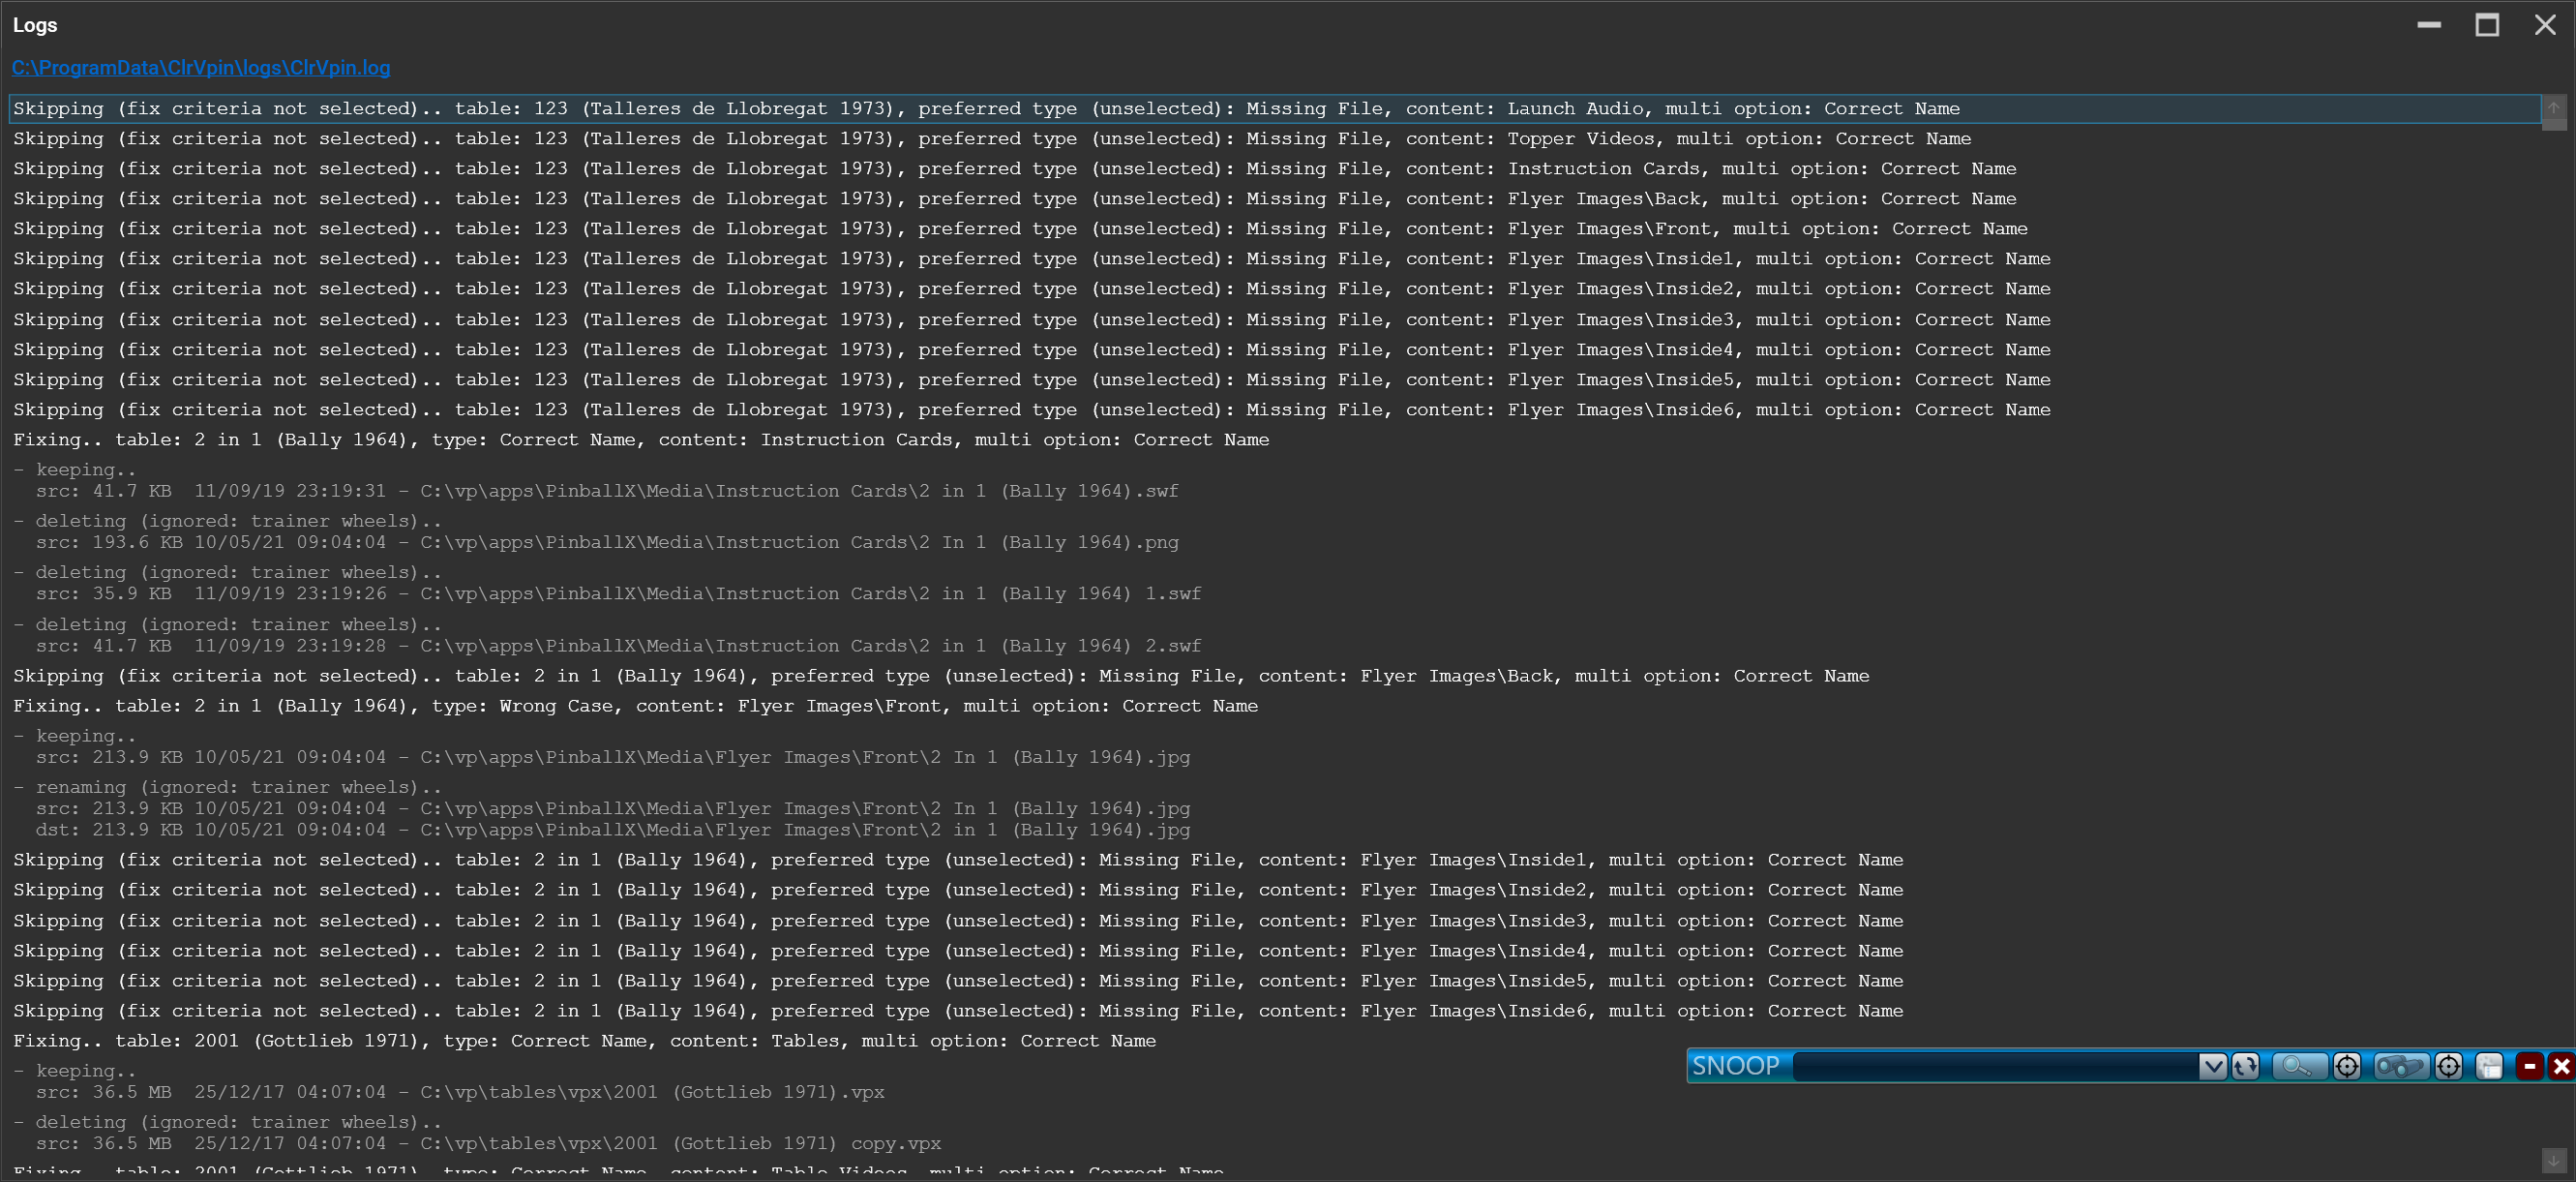 Logs
C:\ProgramData\ClrVpin\logs\ClrVpin.log
Skipping (fix criteria not selected).. table: 123 (Talleres de Llobregat 1973), preferred type (unselected): Missing File, content: Launch Audio, multi option: Correct Name
Skipping (fix criteria not selected).. table: 123 (Talleres de Llobregat 1973), preferred type (unselected): Missing File, content: Topper Videos, multi option: Correct Name
Skipping (fix criteria not selected).. table: 123 (Talleres de Llobregat 1973), preferred type (unselected): Missing File, content: Instruction Cards, multi option: Correct Name
Skipping (fix criteria not selected).. table: 123 (Talleres de Llobregat 1973), preferred type (unselected): Missing File, content: Flyer Images\Back, multi option: Correct Name
Skipping (fix criteria not selected).. table: 123 (Talleres de Llobregat 1973), preferred type (unselected): Missing File, content: Flyer Images\Front, multi option: Correct Name
Skipping (fix criteria not selected).. table: 123 (Talleres de Llobregat 1973), preferred type (unselected): Missing File, content: Flyer Images\Inside1, multi option: Correct Name
Skipping (fix criteria not selected).. table: 123 (Talleres de Llobregat 1973), preferred type (unselected): Missing File, content: Flyer Images\Inside2, multi option: Correct Name
Skipping (fix criteria not selected).. table: 123 (Talleres de Llobregat 1973), preferred type (unselected): Missing File, content: Flyer Images\Inside3, multi option: Correct Name
Skipping (fix criteria not selected).. table: 123 (Talleres de Llobregat 1973), preferred type (unselected): Missing File, content: Flyer Images\Inside4, multi option: Correct Name
Skipping (fix criteria not selected).. table: 123 (Talleres de Llobregat 1973), preferred type (unselected): Missing File, content: Flyer Images\Inside5, multi option: Correct Name
Skipping (fix criteria not selected).. table: 123 (Talleres de Llobregat 1973), preferred type (unselected): Missing File, content: Flyer Images\Inside6, multi option: Correct Name
Fixing.. table: 2 in 1 (Bally 1964), type: Correct Name, content: Instruction Cards, multi option: Correct Name
- keeping..
src: 41.7 KB 11/09/19 23:19:31 - C:\vp\apps\PinballX\Media\Instruction Cards\2 in 1 (Bally 1964).swf
- deleting (ignored: trainer wheels)..
src: 193.6 KB 10/05/21 09:04:04 - C:\vp\apps\PinballX\Media\Instruction Cards\2 In 1 (Bally 1964).png
- deleting (ignored: trainer wheels)..
src: 35.9 KB 11/09/19 23:19:26 - C:\vp\apps\PinballX\Media\Instruction Cards\2 in 1 (Bally 1964) 1.swf
- deleting (ignored: trainer wheels)..
src: 41.7 KB 11/09/19 23:19:28 - C:\vp\apps\PinballX\Media\Instruction Cards\2 in 1 (Bally 1964) 2.swf
Skipping (fix criteria not selected).. table: 2 in 1 (Bally 1964), preferred type (unselected): Missing File, content: Flyer Images\Back, multi option: Correct Name
Fixing.. table: 2 in 1 (Bally 1964), type: Wrong Case, content: Flyer Images\Front, multi option: Correct Name
- keeping..
src: 213.9 KB 10/05/21 09:04:04 - C:\vp\apps\PinballX\Media\Flyer Images\Front\2 In 1 (Bally 1964).jpg
- renaming (ignored: trainer wheels)..
src: 213.9 KB 10/05/21 09:04:04 - C:\vp\apps\PinballX\Media\Flyer Images\Front\2 In 1 (Bally 1964).jpg
dst: 213.9 KB 10/05/21 09:04:04 - C:\vp\apps\PinballX\Media\Flyer Images\Front\2 in 1 (Bally 1964).jpg
Skipping (fix criteria not selected).. table: 2 in 1 (Bally 1964), preferred type (unselected): Missing File, content: Flyer Images\Inside1, multi option: Correct Name
Skipping (fix criteria not selected).. table: 2 in 1 (Bally 1964), preferred type (unselected): Missing File, content: Flyer Images\Inside2, multi option: Correct Name
Skipping (fix criteria not selected).. table: 2 in 1 (Bally 1964), preferred type (unselected): Missing File, content: Flyer Images\Inside3, multi option: Correct Name
Skipping (fix criteria not selected).. table: 2 in 1 (Bally 1964), preferred type (unselected): Missing File, content: Flyer Images\Inside4, multi option: Correct Name
Skipping (fix criteria not selected).. table: 2 in 1 (Bally 1964), preferred type (unselected): Missing File, content: Flyer Images\Inside5, multi option: Correct Name
Skipping (fix criteria not selected).. table: 2 in 1 (Bally 1964), preferred type (unselected): Missing File, content: Flyer Images\Inside6, multi option: Correct Name
Fixing.. table: 2001 (Gottlieb 1971), type: Correct Name, content: Tables, multi option: Correct Name
SNOOP
- keeping..
src: 36.5 MB 25/12/17 04:07:04 - C:\vp\tables\vpx\2001 (Gottlieb 1971).vpx
- deleting (ignored: trainer wheels)..
src: 36.5 MB 25/12/17 04:07:04 - C:\vp\tables\vpx\2001 (Gottlieb 1971) copy.vpx
Fixing.. table: 2001 (Gottlieb 1971), type: Correct Name, content: Table Videos, multi option: Correct Name